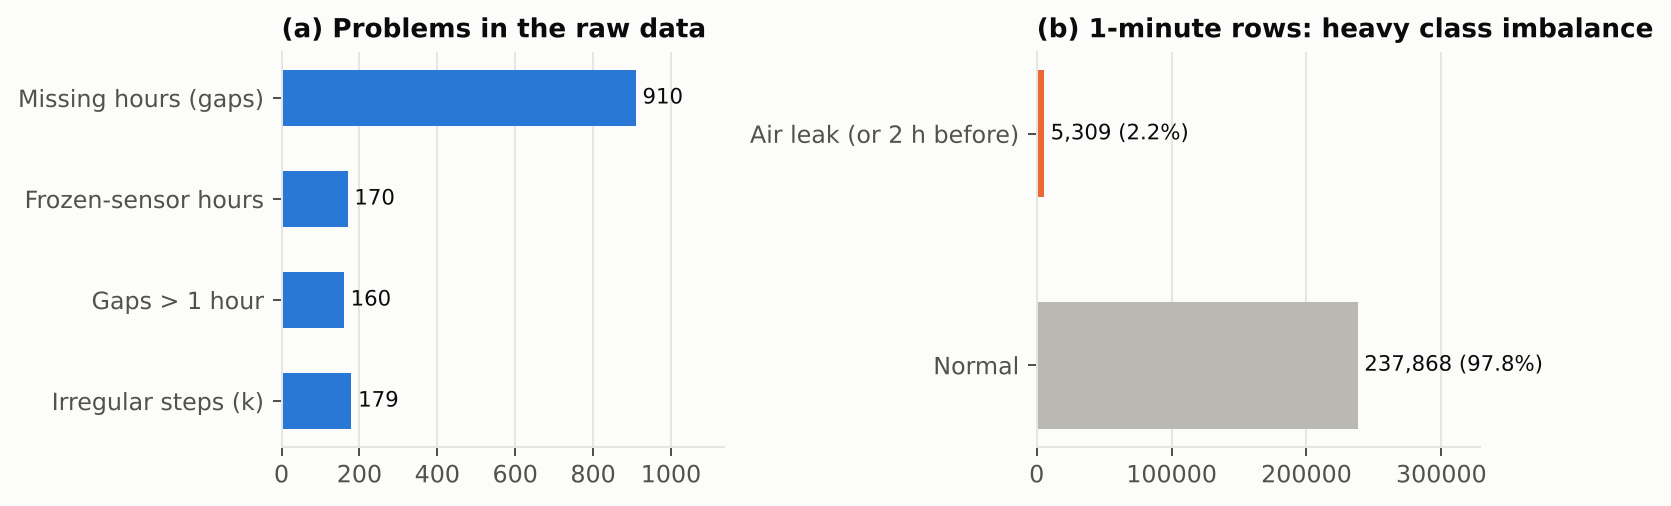 (a) Problems in the raw data
Missing hours (gaps)
910
Frozen-sensor hours
170
Gaps > 1 hour
160
Irregular steps (k)
179
0 200 400 600 800 1000
(b) 1-minute rows: heavy class imbalance
Air leak (or 2 h before)
5,309 (2.2%)
Normal
237,868 (97.8%)
0 100000 200000 300000